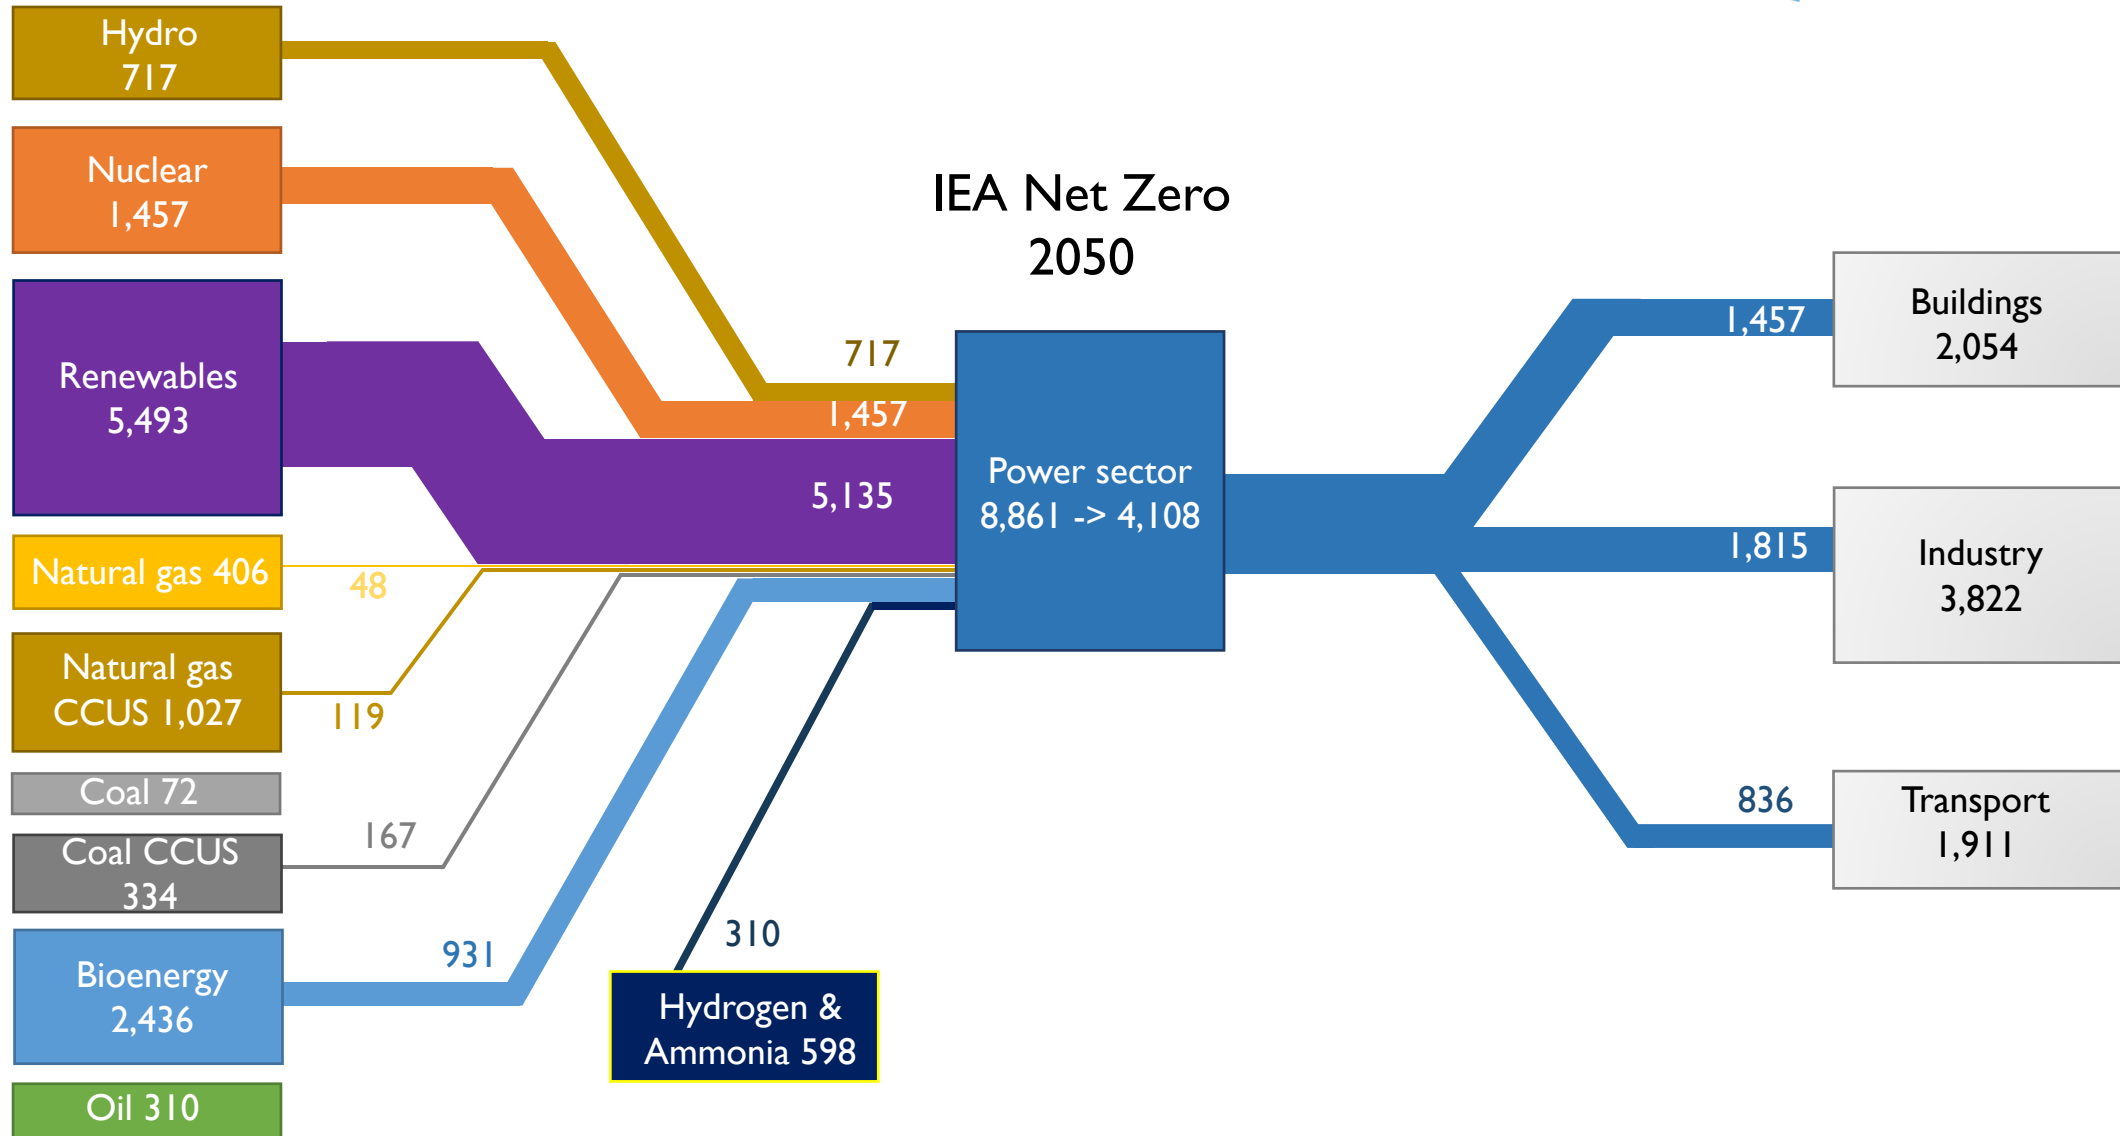 Hydro
717
Nuclear
1,457
Renewables
5,493
Natural gas 406
Natural gas
CCUS 1,027
Coal 72
Coal CCUS
334
Bioenergy
2,436
Oil 310
48
119
167
931
310
Hydrogen &
Ammonia 598
IEA Net Zero
2050
717
1,457
5,135
Power sector
8,861 -> 4,108
1,457
1,815
836
Buildings
2,054
Industry
3,822
Transport
1,911